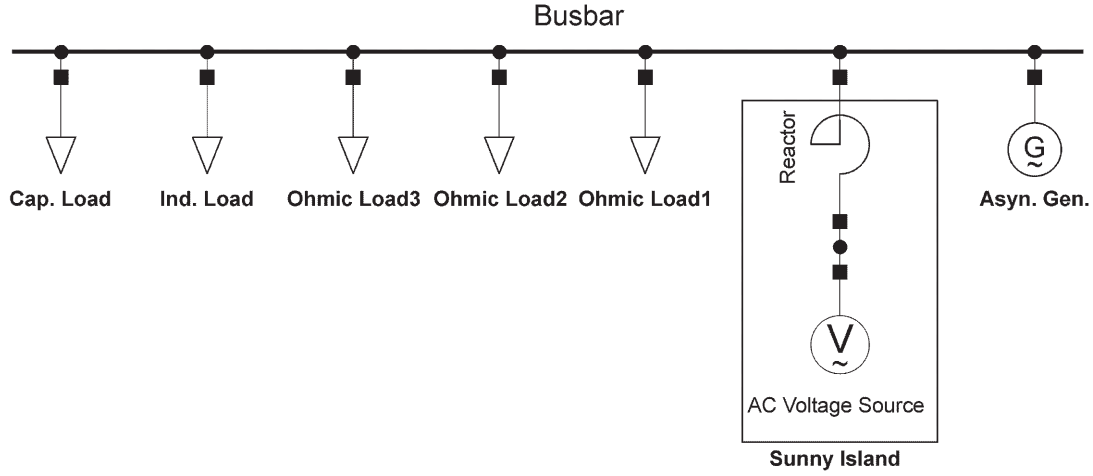 Busbar
Reactor
Cap. Load
Ind. Load
Ohmic Load3
Ohmic Load2
Ohmic Load1
G
~
Asyn. Gen.
V
~
AC Voltage Source
Sunny Island